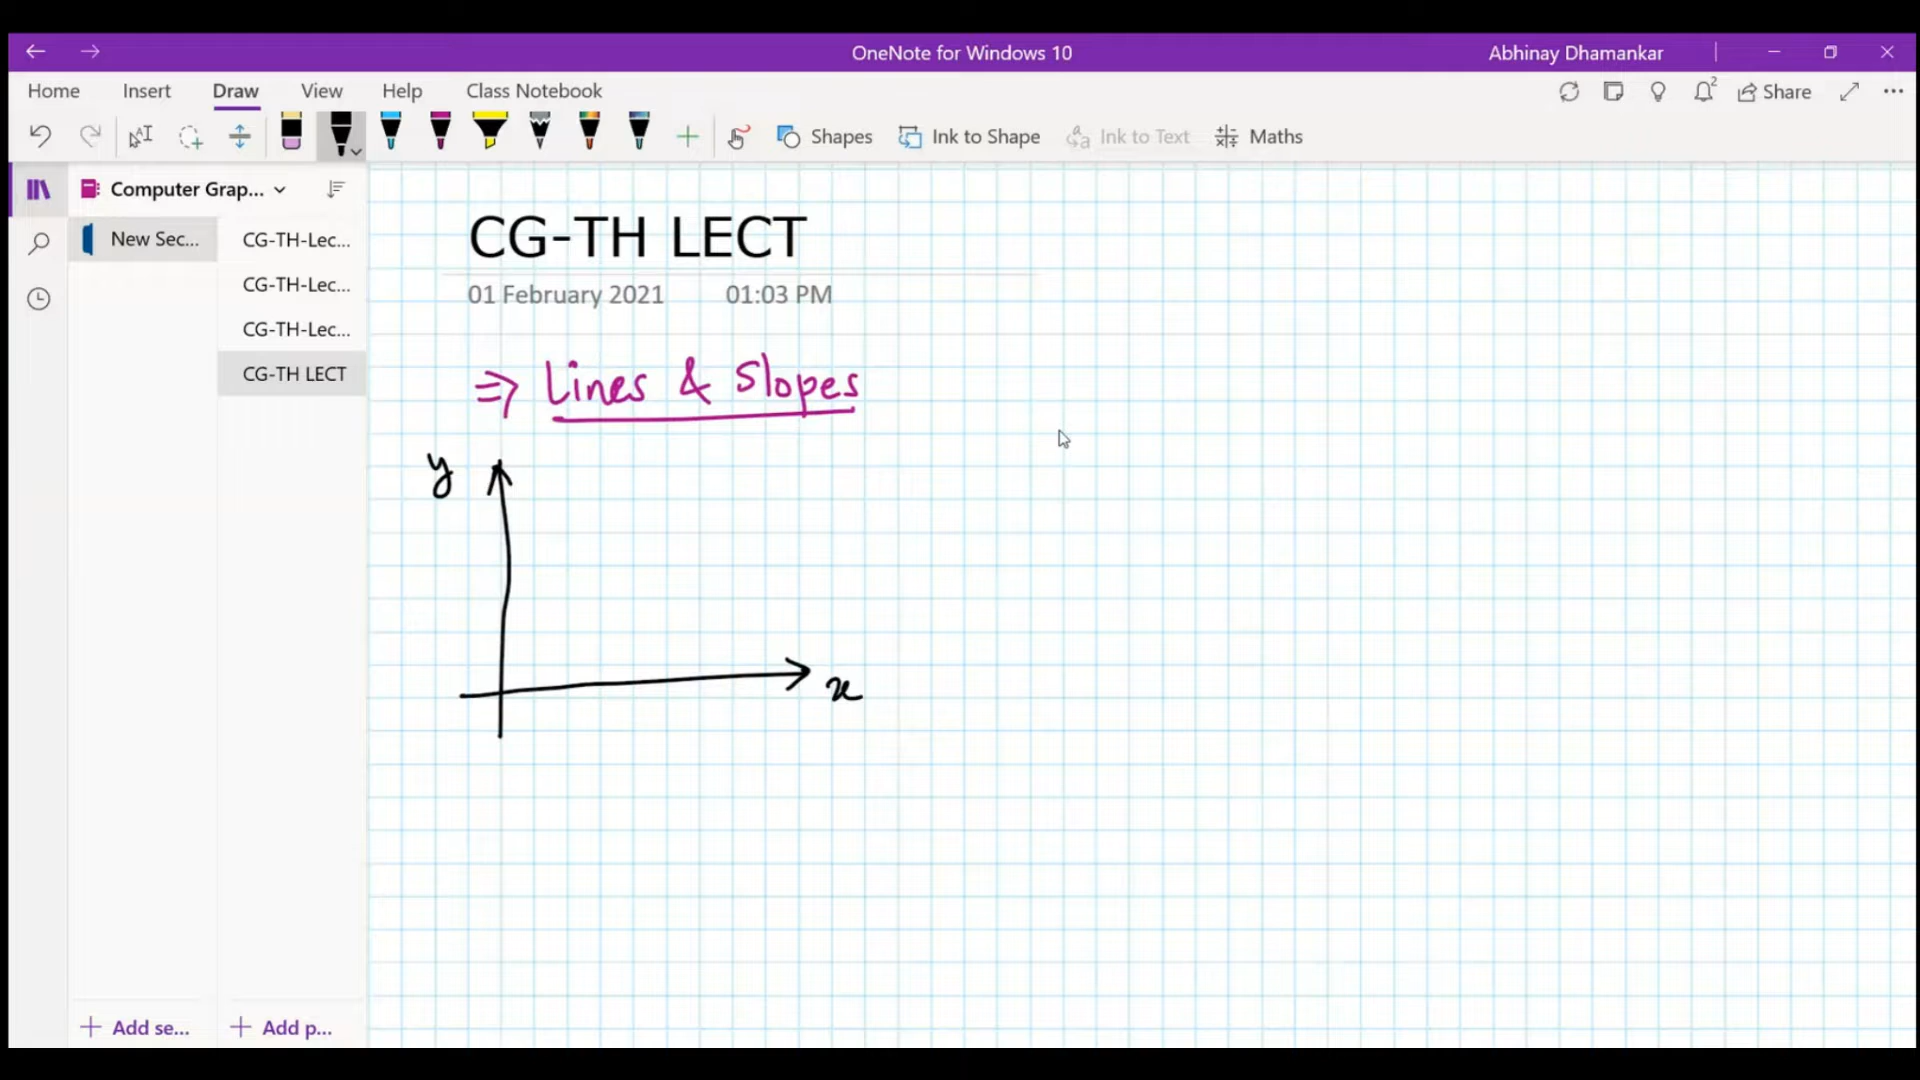 OneNote for Windows 10
Abhinay Dhamankar
Home Insert Draw View Help Class Notebook
2
Share
Shapes Ink to Shape Ink to Text Maths
Computer Grap...
New Sec...
CG-TH-Lec...
CG-TH-Lec...
CG-TH-Lec...
CG-TH LECT
CG-TH LECT
01 February 2021 01:03 PM
⇒ Lines & Slopes
y
x
Add se... Add p...